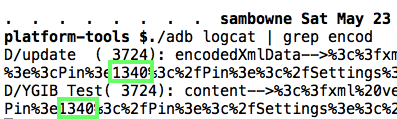 . . . . . . . . sambowne Sat May 23
platform-tools $./adb logcat | grep enco
D/update  ( 3724): encodedXmlData-->%3c%3fxm
%3e%3cPin%3e1340%3c%2fPin%3e%3c%2fSettings%3
D/YGIB Test( 3724): content-->%3c%3fxml%20ve
Pin%3e1340%3c%2fPin%3e%3c%2fSettings%3e%3c%2